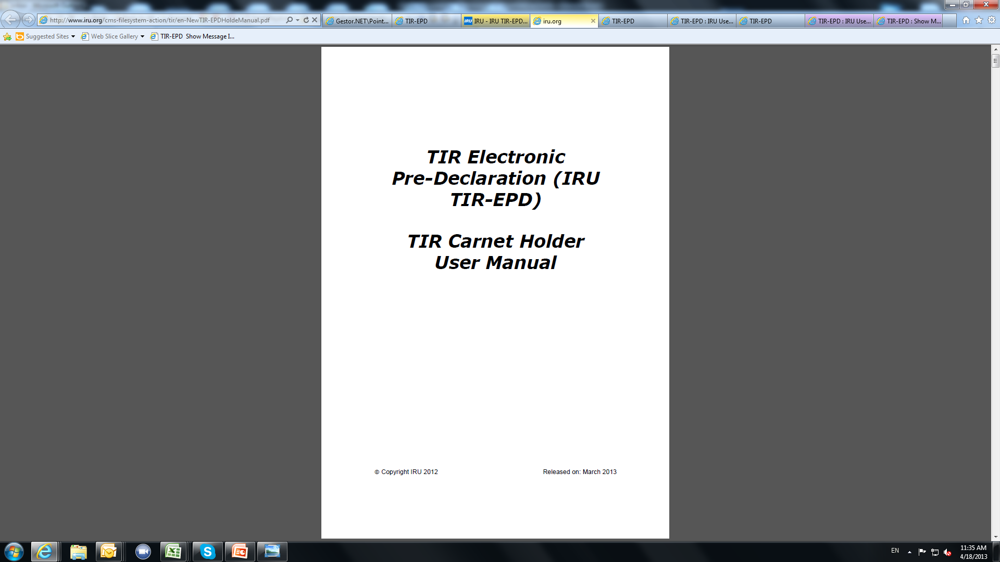 http://www.iru.org/cms-filesystem-action/tir/en-NewTIR-EPDHoldeManual.pdf
Gestor.NET\Point...
TIR-EPD
IRU - IRU TIR-EPD...
iru.org
TIR-EPD
TIR-EPD : IRU Use...
TIR-EPD
TIR-EPD : IRU Use...
TIR-EPD : Show M...
Suggested Sites
Web Slice Gallery
TIR-EPD Show Message I...
TIR Electronic
Pre-Declaration (IRU
TIR-EPD)
TIR Carnet Holder
User Manual
© Copyright IRU 2012
Released on: March 2013
EN
11:35 AM
4/18/2013